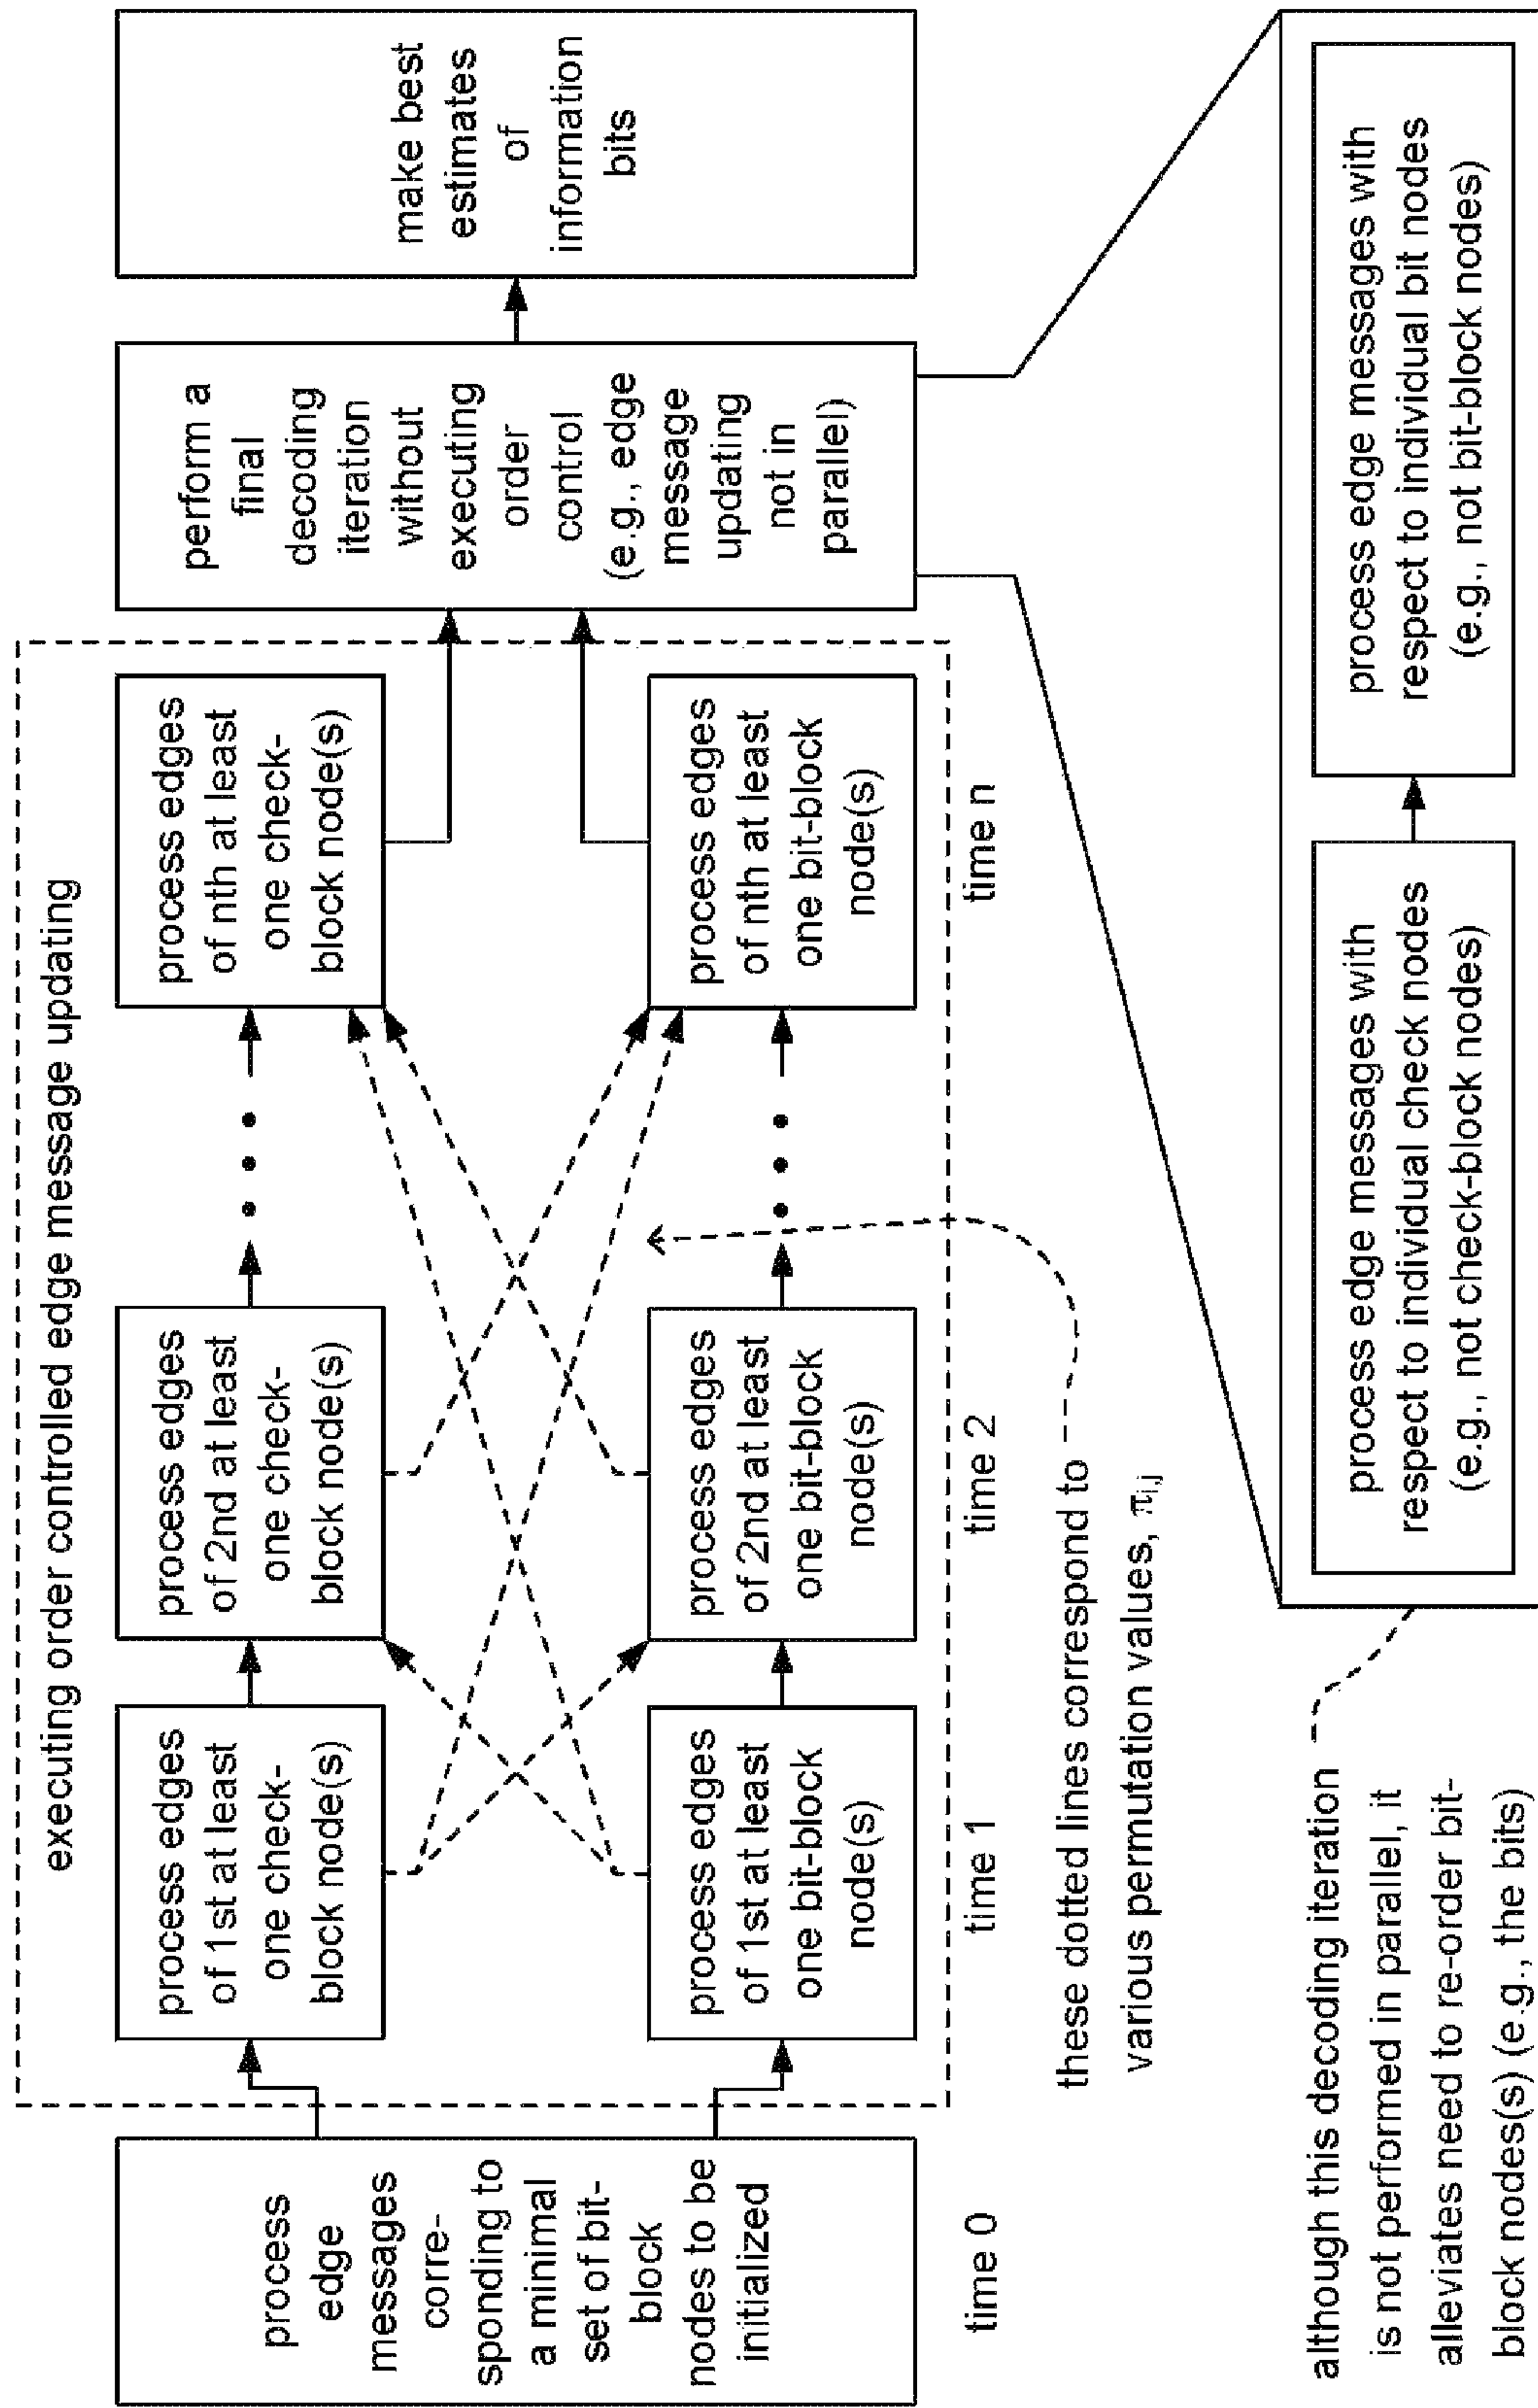 executing order controlled edge message updating
process
edge
messages
corre-
sponding to
a minimal
set of bit-
block
nodes to be
initialized
process edges
of 1st at least
one check-
block node(s)
process edges
of 2nd at least
one check-
block node(s)
process edges
of nth at least
one check-
block node(s)
process edges
of 1st at least
one bit-block
node(s)
process edges
of 2nd at least
one bit-block
node(s)
process edges
of nth at least
one bit-block
node(s)
perform a
final
decoding
iteration
without
executing
order
control
(e.g., edge
message
updating
not in
parallel)
make best
estimates
of
information
bits
time 0
time 1
time 2
time n
these dotted lines correspond to
various permutation values, πi,j
although this decoding iteration
is not performed in parallel, it
alleviates need to re-order bit-
block nodes(s) (e.g., the bits)
process edge messages with
respect to individual check nodes
(e.g., not check-block nodes)
process edge messages with
respect to individual bit nodes
(e.g., not bit-block nodes)